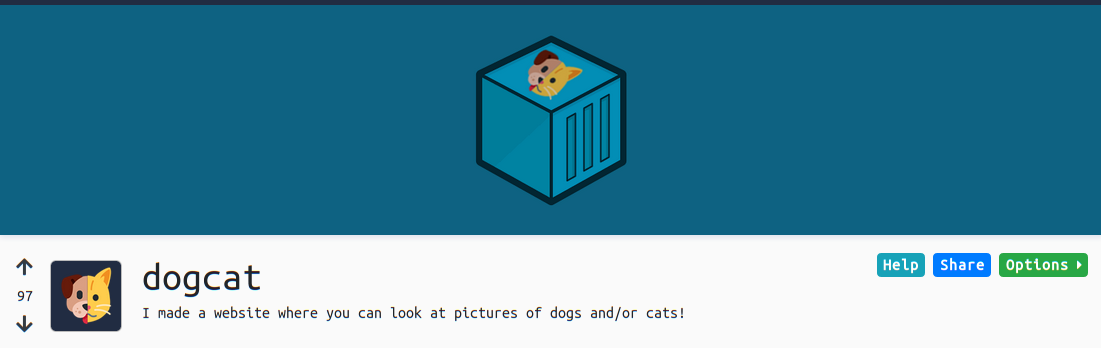 dogcat
Help Share Options
97
I made a website where you can look at pictures of dogs and/or cats!